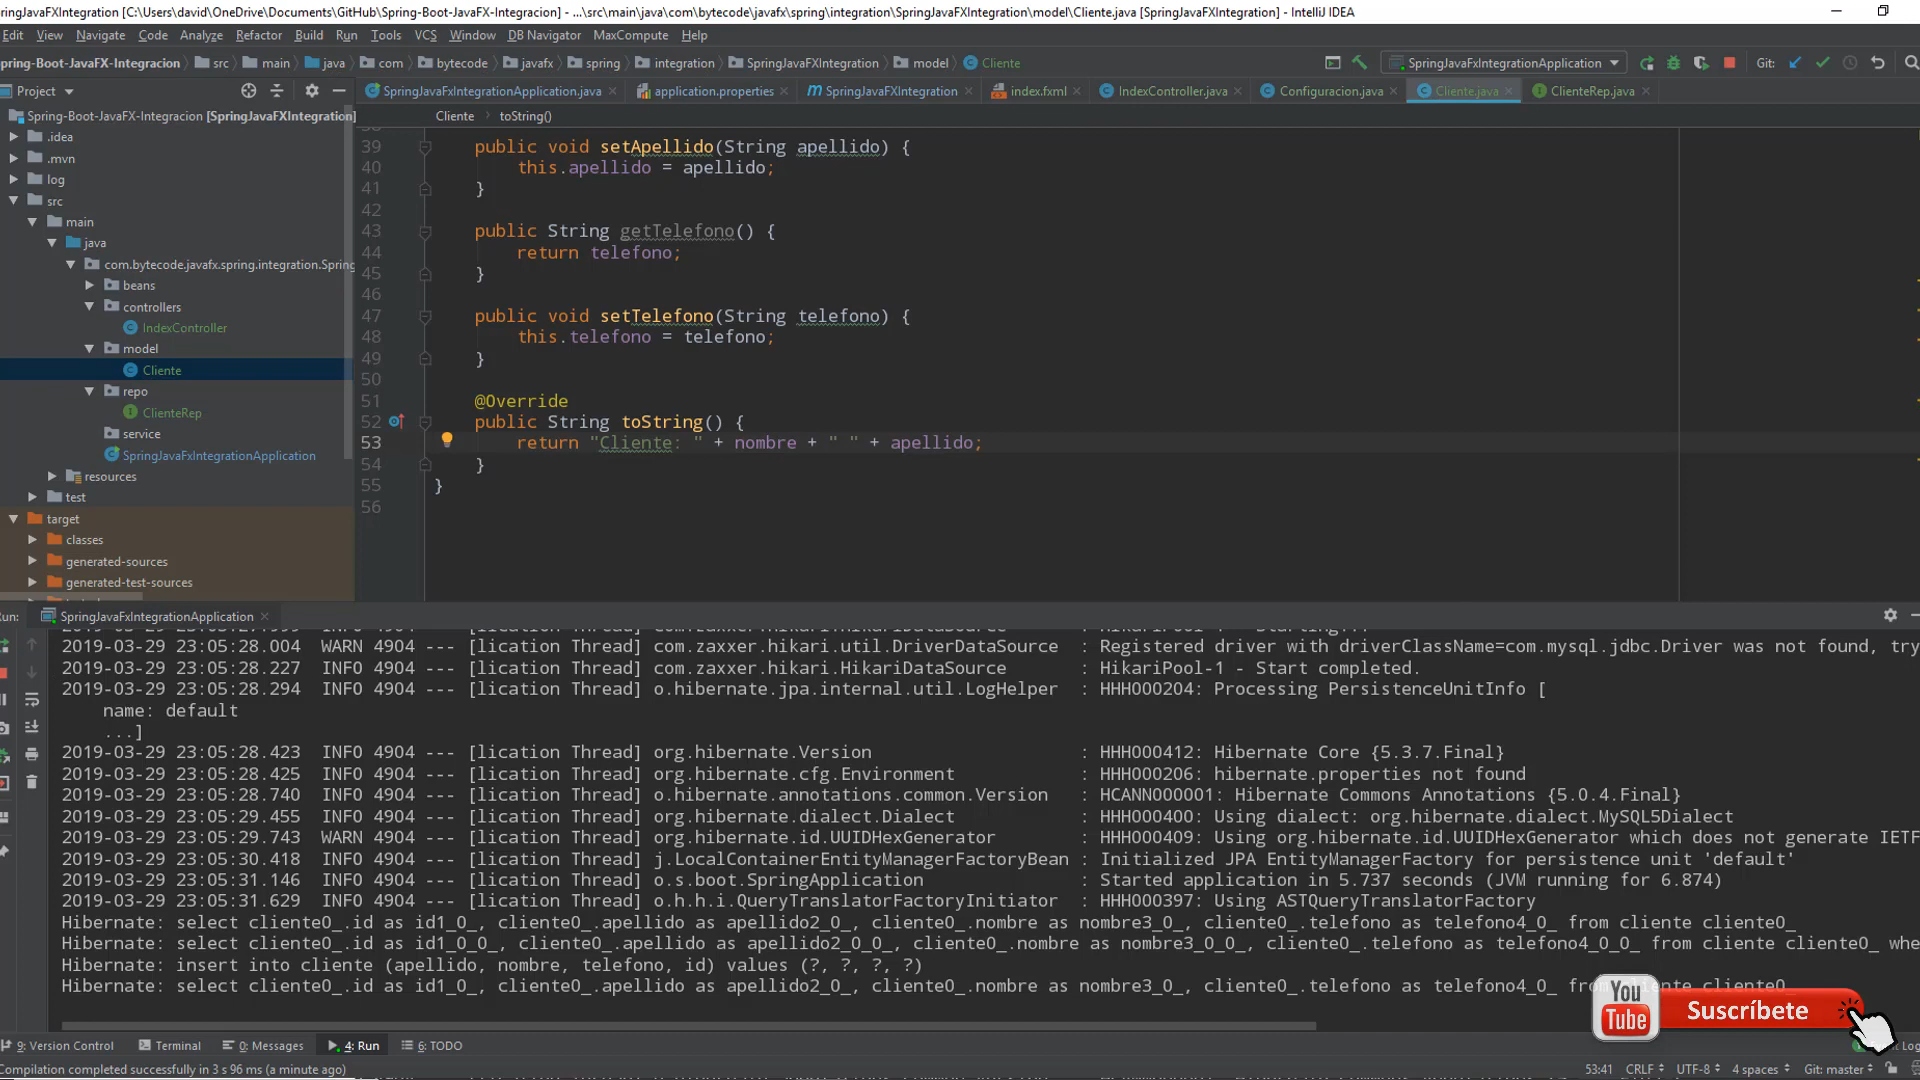 pringJavaFXIntegration [C:\Users\david\OneDrive\Documents\GitHub\Spring-Boot-JavaFX-Integracion] - ...\src\main\java\com\bytecode\javafx\spring\integration\SpringJavaFXIntegration\model\Cliente.java [SpringJavaFXIntegration] - IntelliJ IDEA
Edit View Navigate Code Analyze Refactor Build Run Tools VCS Window DB Navigator MaxCompute Help
pring-Boot-JavaFX-Integracion src main java com bytecode javafx spring integration SpringJavaFXIntegration model Cliente SpringJavaFXIntegrationApplication Git:
Project SpringJavaFxIntegrationApplication.java application.properties SpringJavaFXIntegration index.fxml IndexController.java Configuracion.java Cliente.java ClienteRep.java
Spring-Boot-JavaFX-Integracion [SpringJavaFXIntegration]
.idea
.mvn
log
src
main
java
com.bytecode.javafx.spring.integration.Spring
beans
controllers
IndexController
model
Cliente
repo
ClienteRep
service
SpringJavaFxIntegrationApplication
resources
test
target
classes
generated-sources
generated-test-sources
Cliente toString()
39 public void setApellido(String apellido) {
40 this.apellido = apellido;
41 }
42
43 public String getTelefono() {
44 return telefono;
45 }
46
47 public void setTelefono(String telefono) {
48 this.telefono = telefono;
49 }
50
51 @Override
52 public String toString() {
53 return "Cliente: " + nombre + " " + apellido;
54 }
55 }
56
Run: SpringJavaFxIntegrationApplication
2019-03-29 23:05:28.004 WARN 4904 --- [lication Thread] com.zaxxer.hikari.util.DriverDataSource : Registered driver with driverClassName=com.mysql.jdbc.Driver was not found, try
2019-03-29 23:05:28.227 INFO 4904 --- [lication Thread] com.zaxxer.hikari.HikariDataSource : HikariPool-1 - Start completed.
2019-03-29 23:05:28.294 INFO 4904 --- [lication Thread] o.hibernate.jpa.internal.util.LogHelper : HHH000204: Processing PersistenceUnitInfo [
name: default
...]
2019-03-29 23:05:28.423 INFO 4904 --- [lication Thread] org.hibernate.Version : HHH000412: Hibernate Core {5.3.7.Final}
2019-03-29 23:05:28.425 INFO 4904 --- [lication Thread] org.hibernate.cfg.Environment : HHH000206: hibernate.properties not found
2019-03-29 23:05:28.740 INFO 4904 --- [lication Thread] o.hibernate.annotations.common.Version : HCANN000001: Hibernate Commons Annotations {5.0.4.Final}
2019-03-29 23:05:29.455 INFO 4904 --- [lication Thread] org.hibernate.dialect.Dialect : HHH000400: Using dialect: org.hibernate.dialect.MySQL5Dialect
2019-03-29 23:05:29.743 WARN 4904 --- [lication Thread] org.hibernate.id.UUIDHexGenerator : HHH000409: Using org.hibernate.id.UUIDHexGenerator which does not generate IETF
2019-03-29 23:05:30.418 INFO 4904 --- [lication Thread] j.LocalContainerEntityManagerFactoryBean : Initialized JPA EntityManagerFactory for persistence unit 'default'
2019-03-29 23:05:31.146 INFO 4904 --- [lication Thread] o.s.boot.SpringApplication : Started application in 5.737 seconds (JVM running for 6.874)
2019-03-29 23:05:31.629 INFO 4904 --- [lication Thread] o.h.h.i.QueryTranslatorFactoryInitiator : HHH000397: Using ASTQueryTranslatorFactory
Hibernate: select cliente0_.id as id1_0_, cliente0_.apellido as apellido2_0_, cliente0_.nombre as nombre3_0_, cliente0_.telefono as telefono4_0_ from cliente cliente0_
Hibernate: select cliente0_.id as id1_0_0_, cliente0_.apellido as apellido2_0_0_, cliente0_.nombre as nombre3_0_0_, cliente0_.telefono as telefono4_0_0_ from cliente cliente0_ whe
Hibernate: insert into cliente (apellido, nombre, telefono, id) values (?, ?, ?, ?)
Hibernate: select cliente0_.id as id1_0_, cliente0_.apellido as apellido2_0_, cliente0_.nombre as nombre3_0_, cliente0_.telefono as telefono4_0_ from cliente cliente0_
You Tube Suscríbete
9: Version Control Terminal 0: Messages 4: Run 6: TODO Log
Compilation completed successfully in 3 s 96 ms (a minute ago) 53:41 CRLF UTF-8 4 spaces Git: master